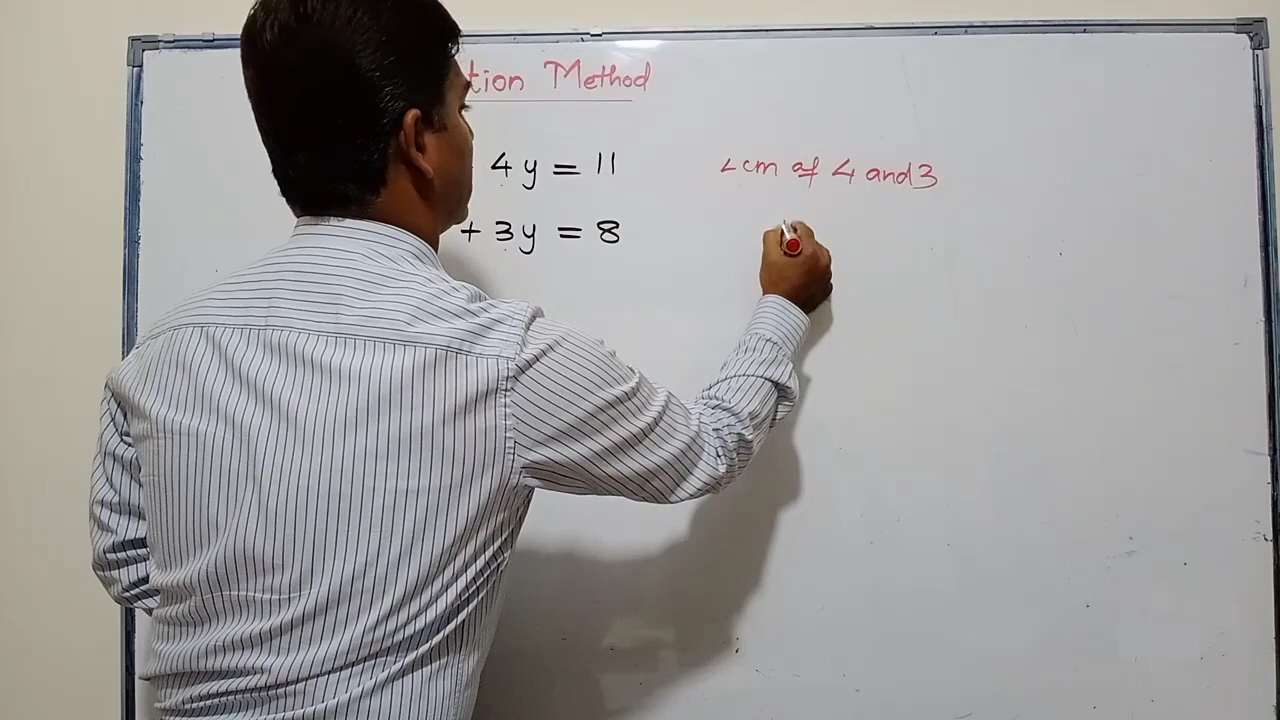 tion Method
4y = 11
+ 3y = 8
Lcm of 4 and 3